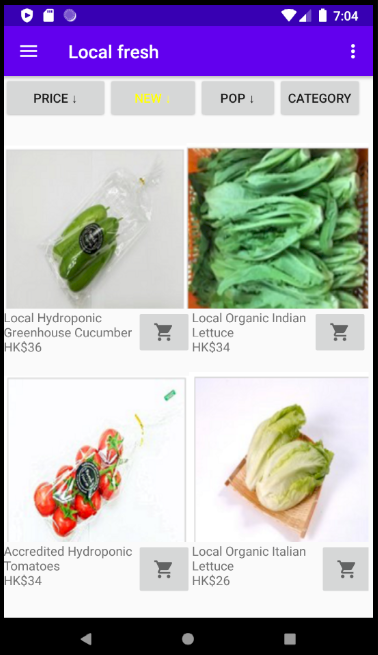 7:04
Local fresh
PRICE ↓
NEW ↓
POP ↓
CATEGORY
Local Hydroponic
Greenhouse Cucumber
HK$36
Local Organic Indian
Lettuce
HK$34
Accredited Hydroponic
Tomatoes
HK$34
Local Organic Italian
Lettuce
HK$26